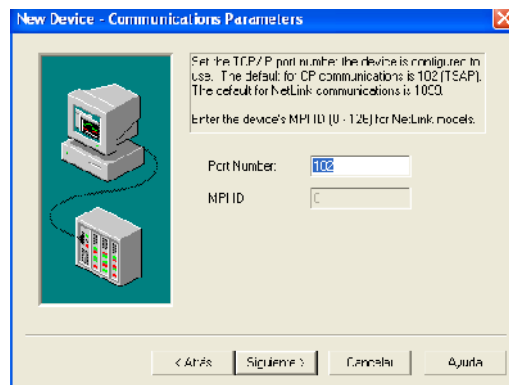 New Device - Communications Parameters
Set the TCP/IP port number the device is configured to
use. The default for CP communications is 102 (TSAP).
The default for NetLink communications is 1099.
Enter the device's MPI ID (0 - 126) for NetLink models.
Port Number: 102
MPI ID 0
< Atrás Siguiente > Cancelar Ayuda